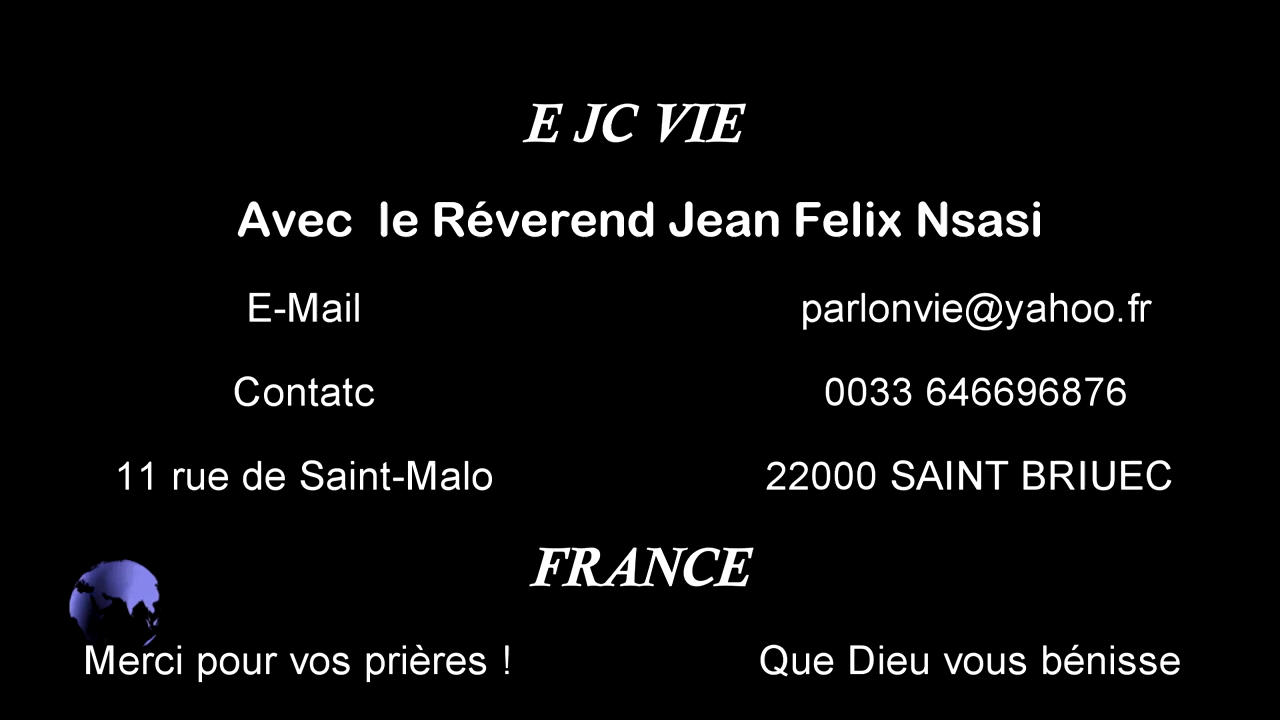 E JC VIE
Avec le Réverend Jean Felix Nsasi
E-Mail parlonvie@yahoo.fr
Contatc 0033 646696876
11 rue de Saint-Malo 22000 SAINT BRIUEC
FRANCE
Merci pour vos prières ! Que Dieu vous bénisse